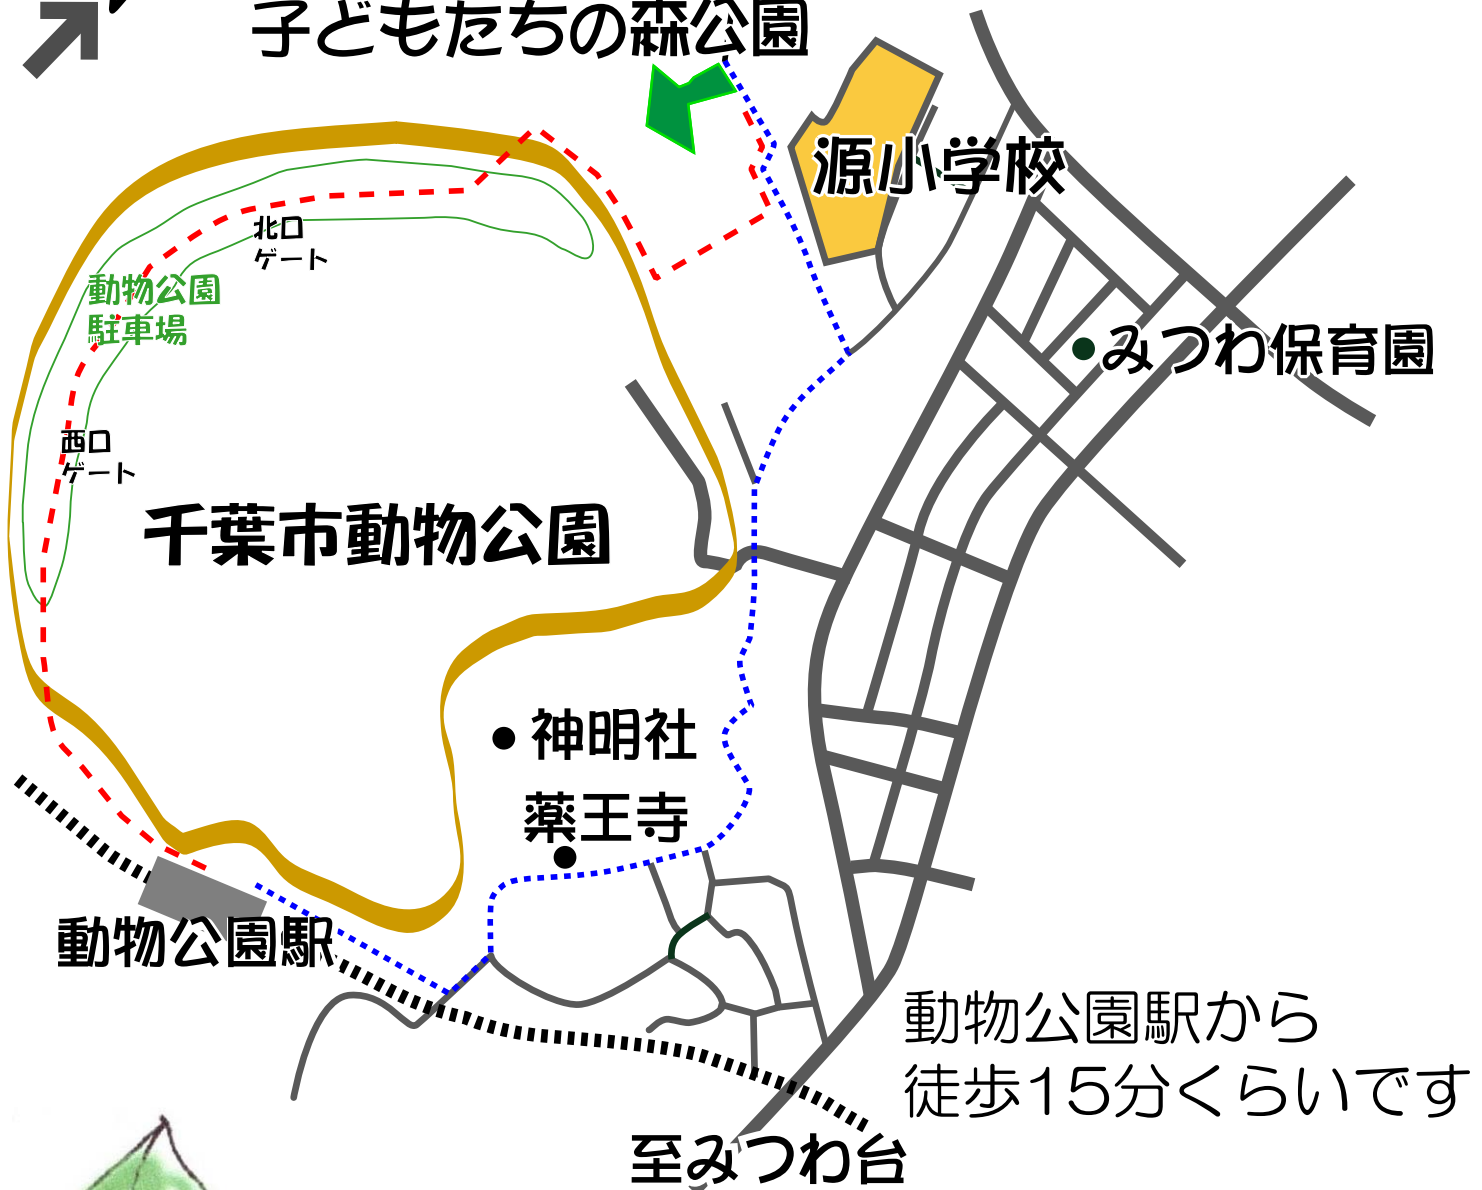 子どもたちの森公園
源小学校
北口
ゲート
動物公園
駐車場
みつわ保育園
西口
ゲート
千葉市動物公園
神明社
薬王寺
動物公園駅
動物公園駅から
徒歩15分くらいです
至みつわ台